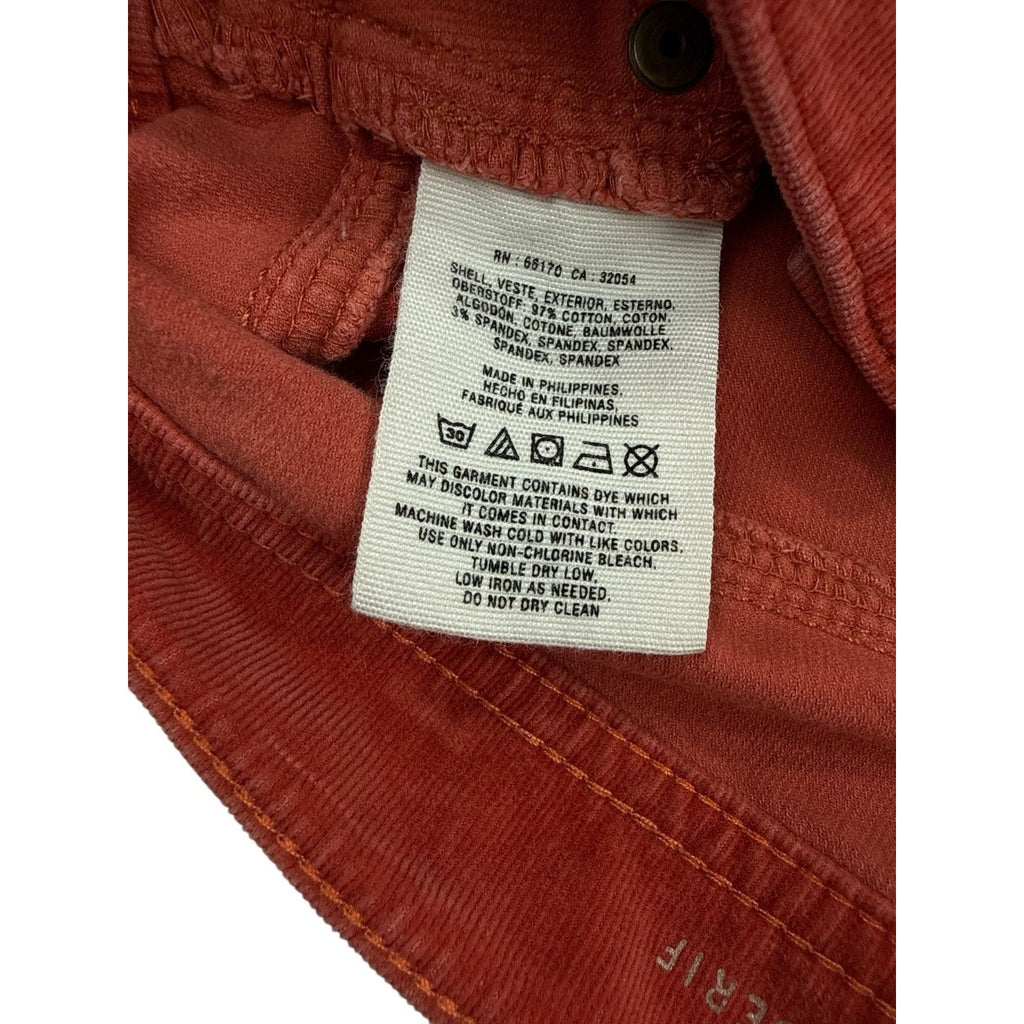 RN : 66170 CA : 32054
SHELL, VESTE, EXTERIOR, ESTERNO,
OBERSTOFF: 97% COTTON, COTON,
ALGODÓN, COTONE, BAUMWOLLE
3% SPANDEX, SPANDEX, SPANDEX,
SPANDEX, SPANDEX
MADE IN PHILIPPINES,
HECHO EN FILIPINAS,
FABRIQUÉ AUX PHILIPPINES
30
THIS GARMENT CONTAINS DYE WHICH
MAY DISCOLOR MATERIALS WITH WHICH
IT COMES IN CONTACT.
MACHINE WASH COLD WITH LIKE COLORS,
USE ONLY NON-CHLORINE BLEACH,
TUMBLE DRY LOW,
LOW IRON AS NEEDED,
DO NOT DRY CLEAN
ERIF